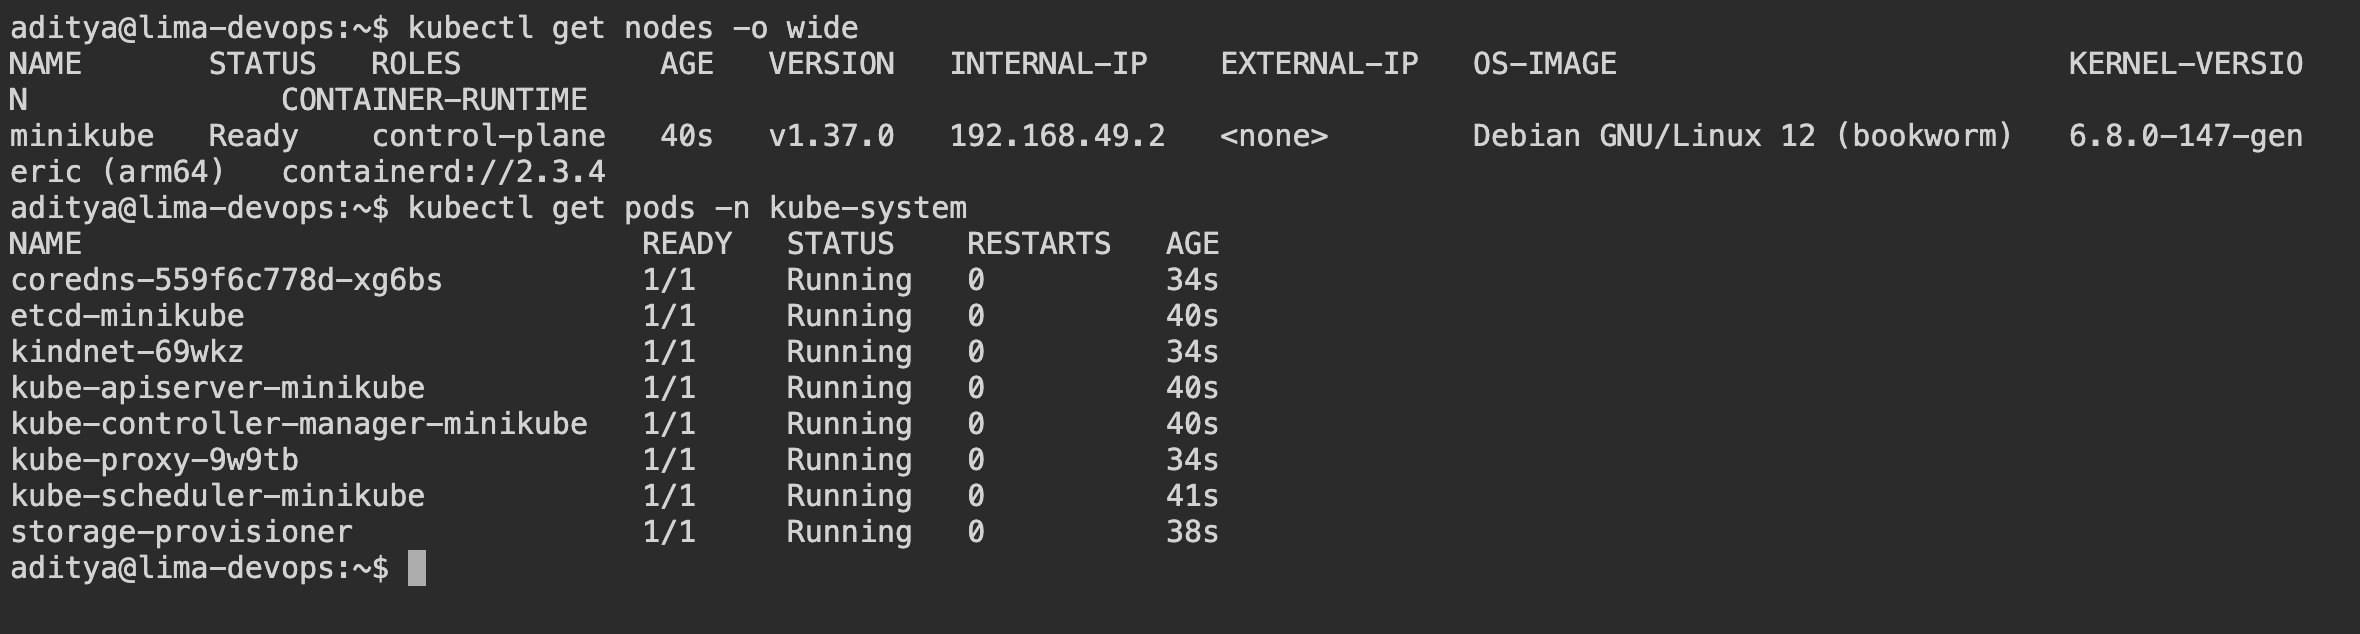 aditya@lima-devops:~$ kubectl get nodes -o wide
NAME       STATUS   ROLES           AGE   VERSION   INTERNAL-IP    EXTERNAL-IP   OS-IMAGE                         KERNEL-VERSIO
N              CONTAINER-RUNTIME
minikube   Ready    control-plane   40s   v1.37.0   192.168.49.2   <none>        Debian GNU/Linux 12 (bookworm)   6.8.0-147-gen
eric (arm64)   containerd://2.3.4
aditya@lima-devops:~$ kubectl get pods -n kube-system
NAME                               READY   STATUS    RESTARTS   AGE
coredns-559f6c778d-xg6bs           1/1     Running   0          34s
etcd-minikube                      1/1     Running   0          40s
kindnet-69wkz                      1/1     Running   0          34s
kube-apiserver-minikube            1/1     Running   0          40s
kube-controller-manager-minikube   1/1     Running   0          40s
kube-proxy-9w9tb                   1/1     Running   0          34s
kube-scheduler-minikube            1/1     Running   0          41s
storage-provisioner                1/1     Running   0          38s
aditya@lima-devops:~$